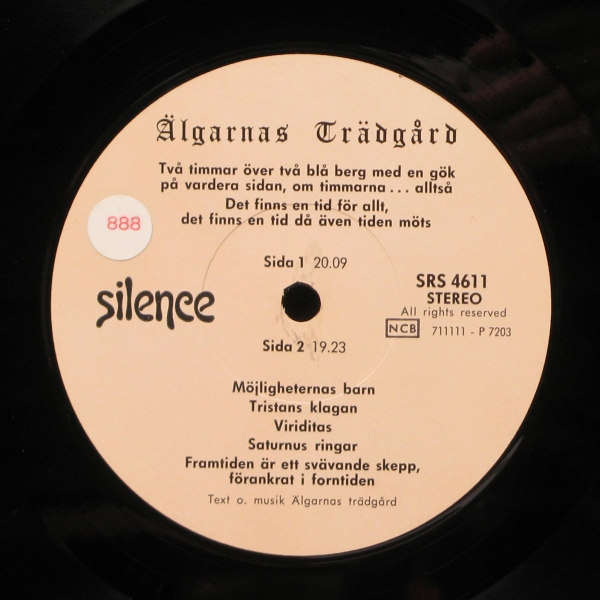 Älgarnas Trädgård
Två timmar över två blå berg med en gök
på vardera sidan, om timmarna... alltså
Det finns en tid för allt,
det finns en tid då även tiden möts
888
Sida 1 20.09
silence
SRS 4611
STEREO
All rights reserved
NCB 711111 - P 7203
Sida 2 19.23
Möjligheternas barn
Tristans klagan
Viriditas
Saturnus ringar
Framtiden är ett svävande skepp,
förankrat i forntiden
Text o. musik Älgarnas trädgård